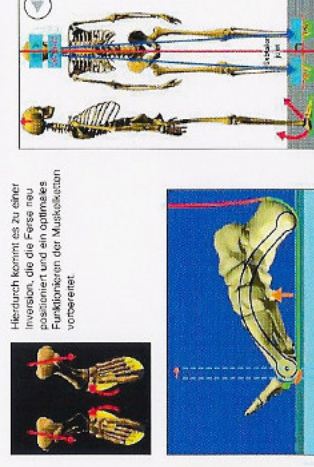 Hierdurch kommt es zu einer
Inversion, die die Ferse neu
positioniert und ein optimales
Funktionieren der Muskelketten
vorbereitet.